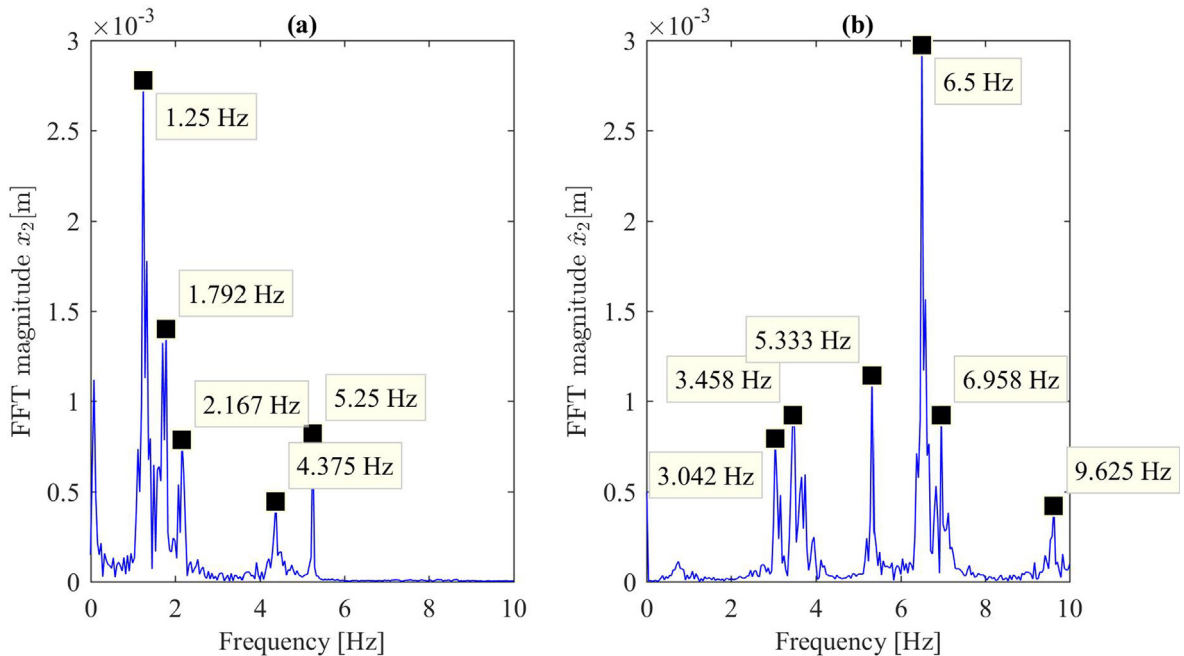 (a)
×10⁻³
3
2.5
2
1.5
1
0.5
0
FFT magnitude x₂[m]
1.25 Hz
1.792 Hz
2.167 Hz
5.25 Hz
4.375 Hz
0 2 4 6 8 10
Frequency [Hz]
(b)
×10⁻³
3
2.5
2
1.5
1
0.5
0
FFT magnitude x̂₂[m]
6.5 Hz
5.333 Hz
3.458 Hz
6.958 Hz
3.042 Hz
9.625 Hz
0 2 4 6 8 10
Frequency [Hz]